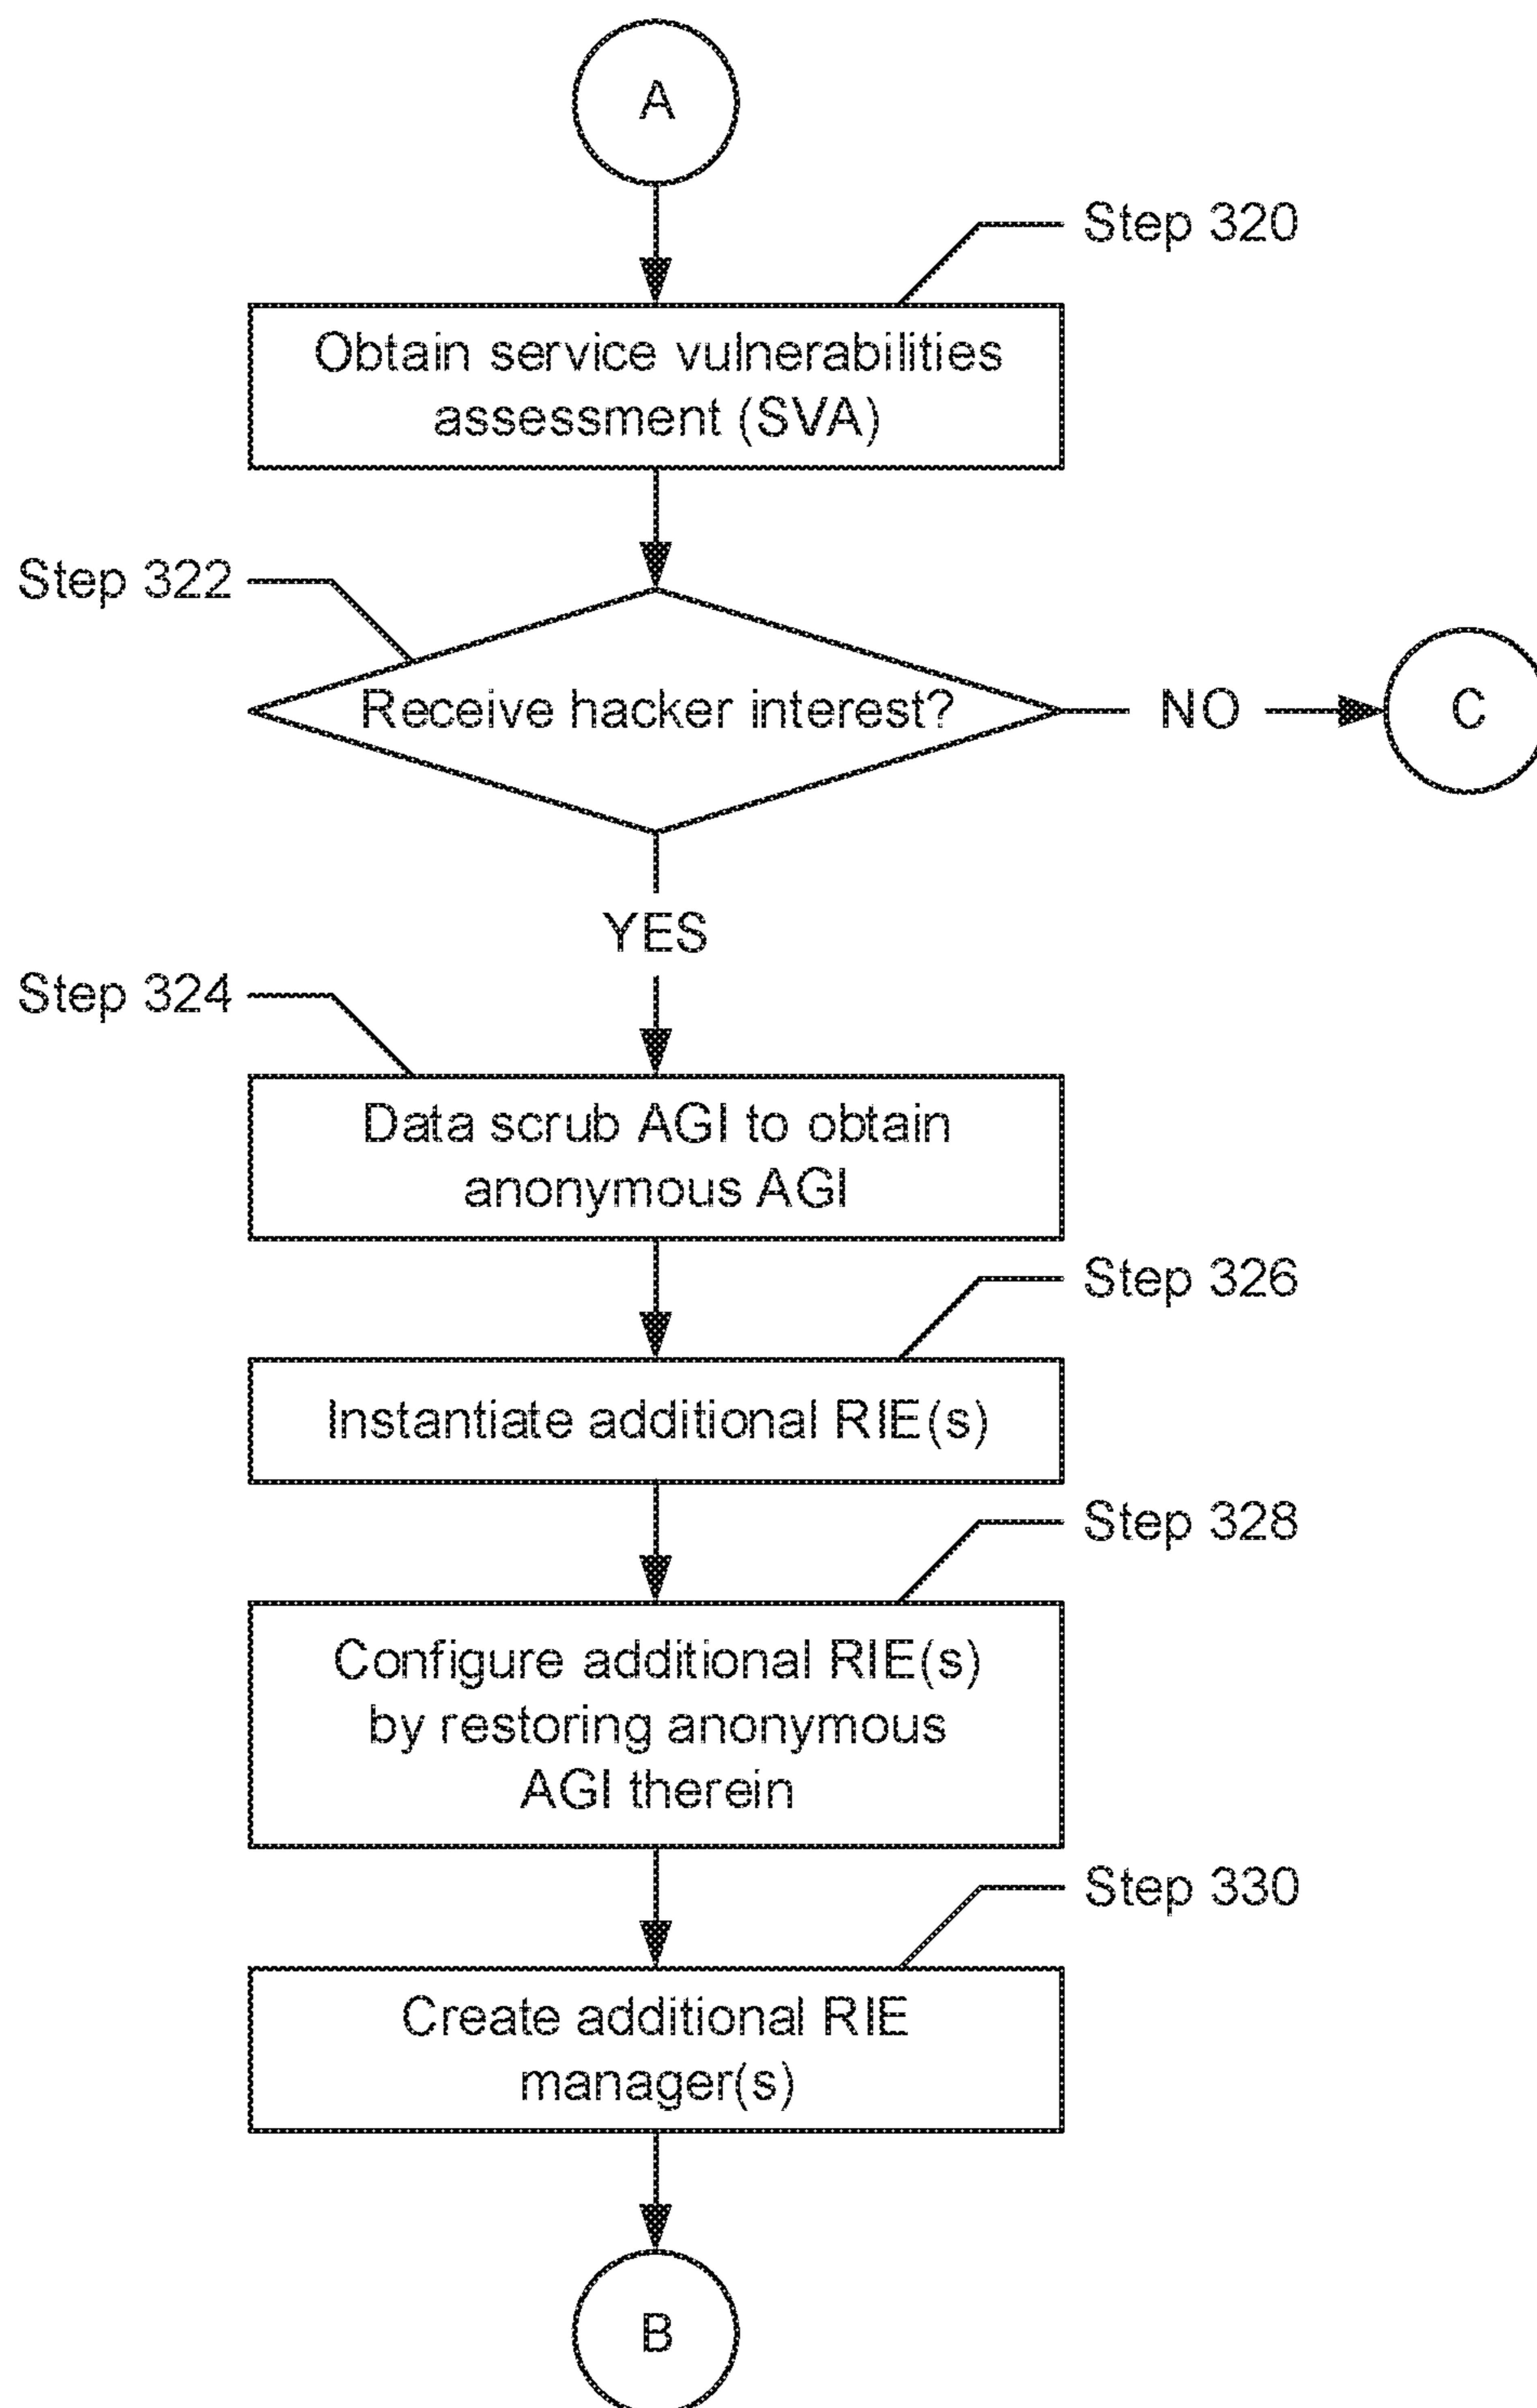 A
Step 320
Obtain service vulnerabilities
assessment (SVA)
Step 322
Receive hacker interest?
NO
C
YES
Step 324
Data scrub AGI to obtain
anonymous AGI
Step 326
Instantiate additional RIE(s)
Step 328
Configure additional RIE(s)
by restoring anonymous
AGI therein
Step 330
Create additional RIE
manager(s)
B